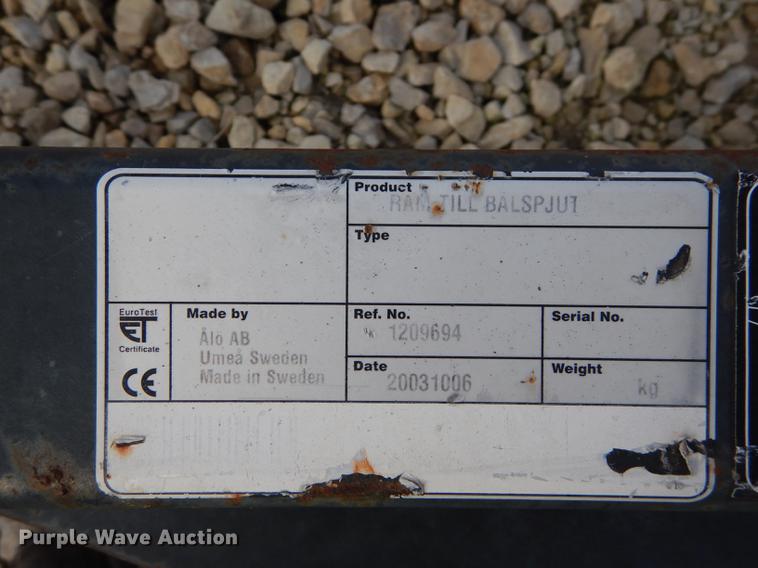 Product
RAM TILL BALSPJUT
Type
EuroTest
ET
Certificate
CE
Made by
Ålö AB
Umeå Sweden
Made in Sweden
Ref. No.
1209694
Serial No.
Date
20031006
Weight
kg
Purple Wave Auction